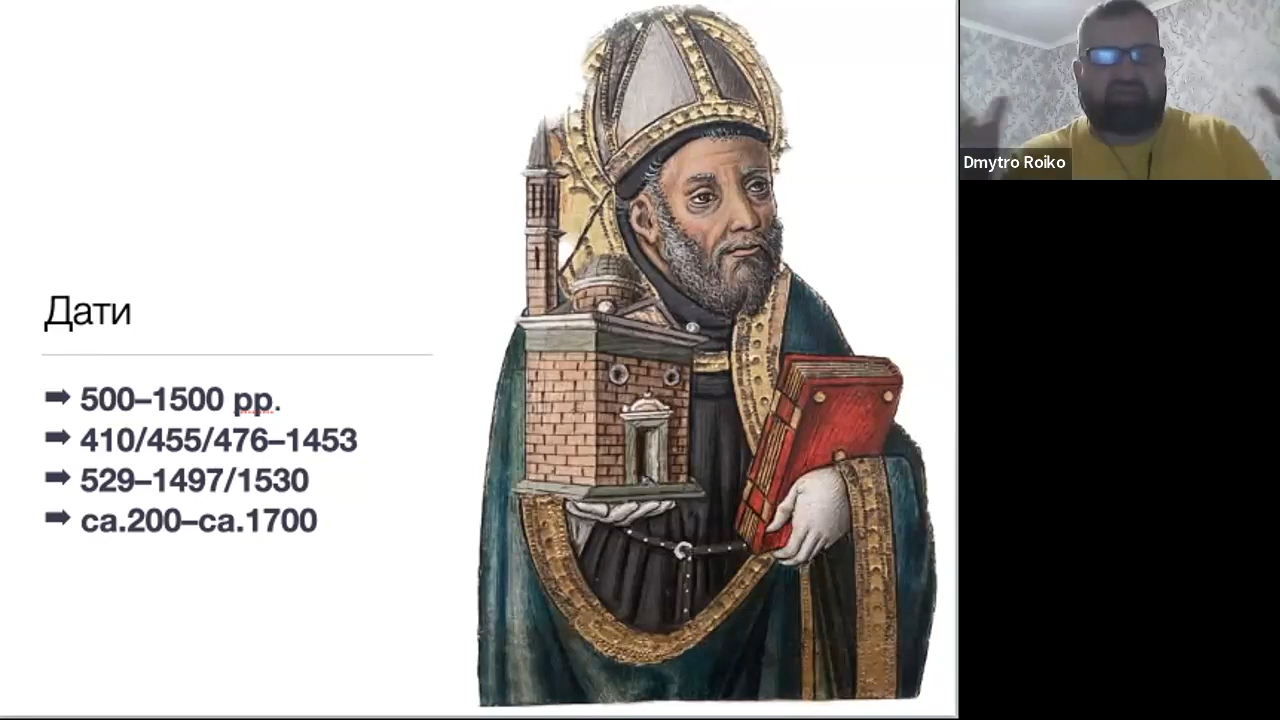 Дати
➡ 500–1500 рр.
➡ 410/455/476–1453
➡ 529–1497/1530
➡ ca.200–ca.1700
Dmytro Roiko